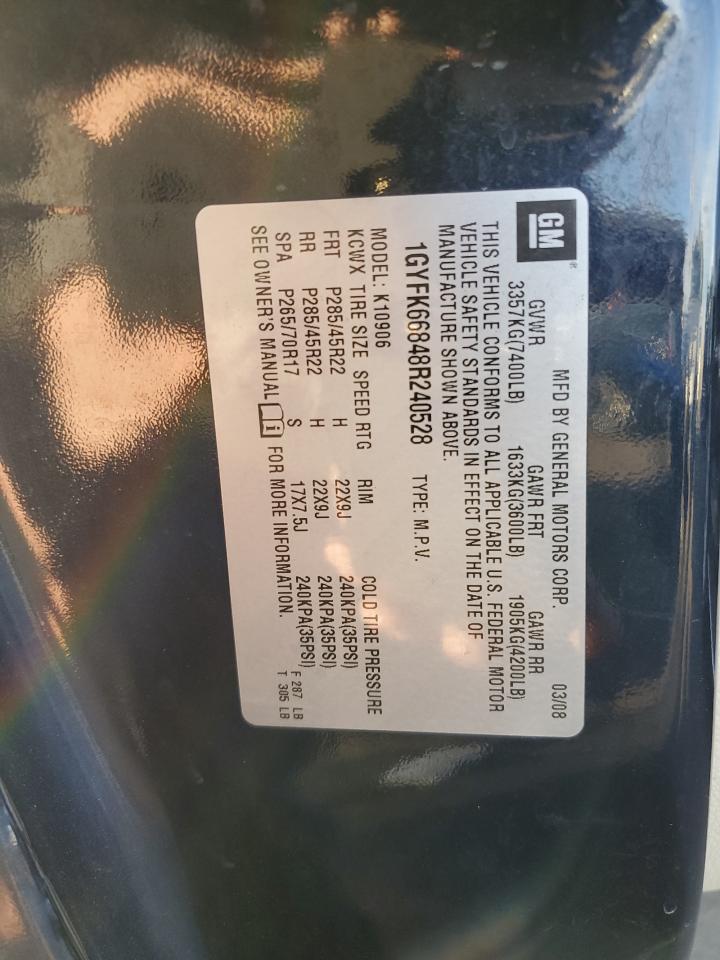 GM ®
MFD BY GENERAL MOTORS CORP. 03/08
GVWR GAWR FRT GAWR RR
3357KG(7400LB) 1633KG(3600LB) 1905KG(4200LB)
THIS VEHICLE CONFORMS TO ALL APPLICABLE U.S. FEDERAL MOTOR
VEHICLE SAFETY STANDARDS IN EFFECT ON THE DATE OF
MANUFACTURE SHOWN ABOVE.
1GYFK66848R240528 TYPE: M.P.V.
MODEL: K10906
KCWX TIRE SIZE SPEED RTG RIM COLD TIRE PRESSURE
FRT P285/45R22 H 22X9J 240KPA(35PSI)
RR P285/45R22 H 22X9J 240KPA(35PSI)
SPA P265/70R17 S 17X7.5J 240KPA(35PSI)
SEE OWNER'S MANUAL i FOR MORE INFORMATION.
F 287 LB
T 305 LB